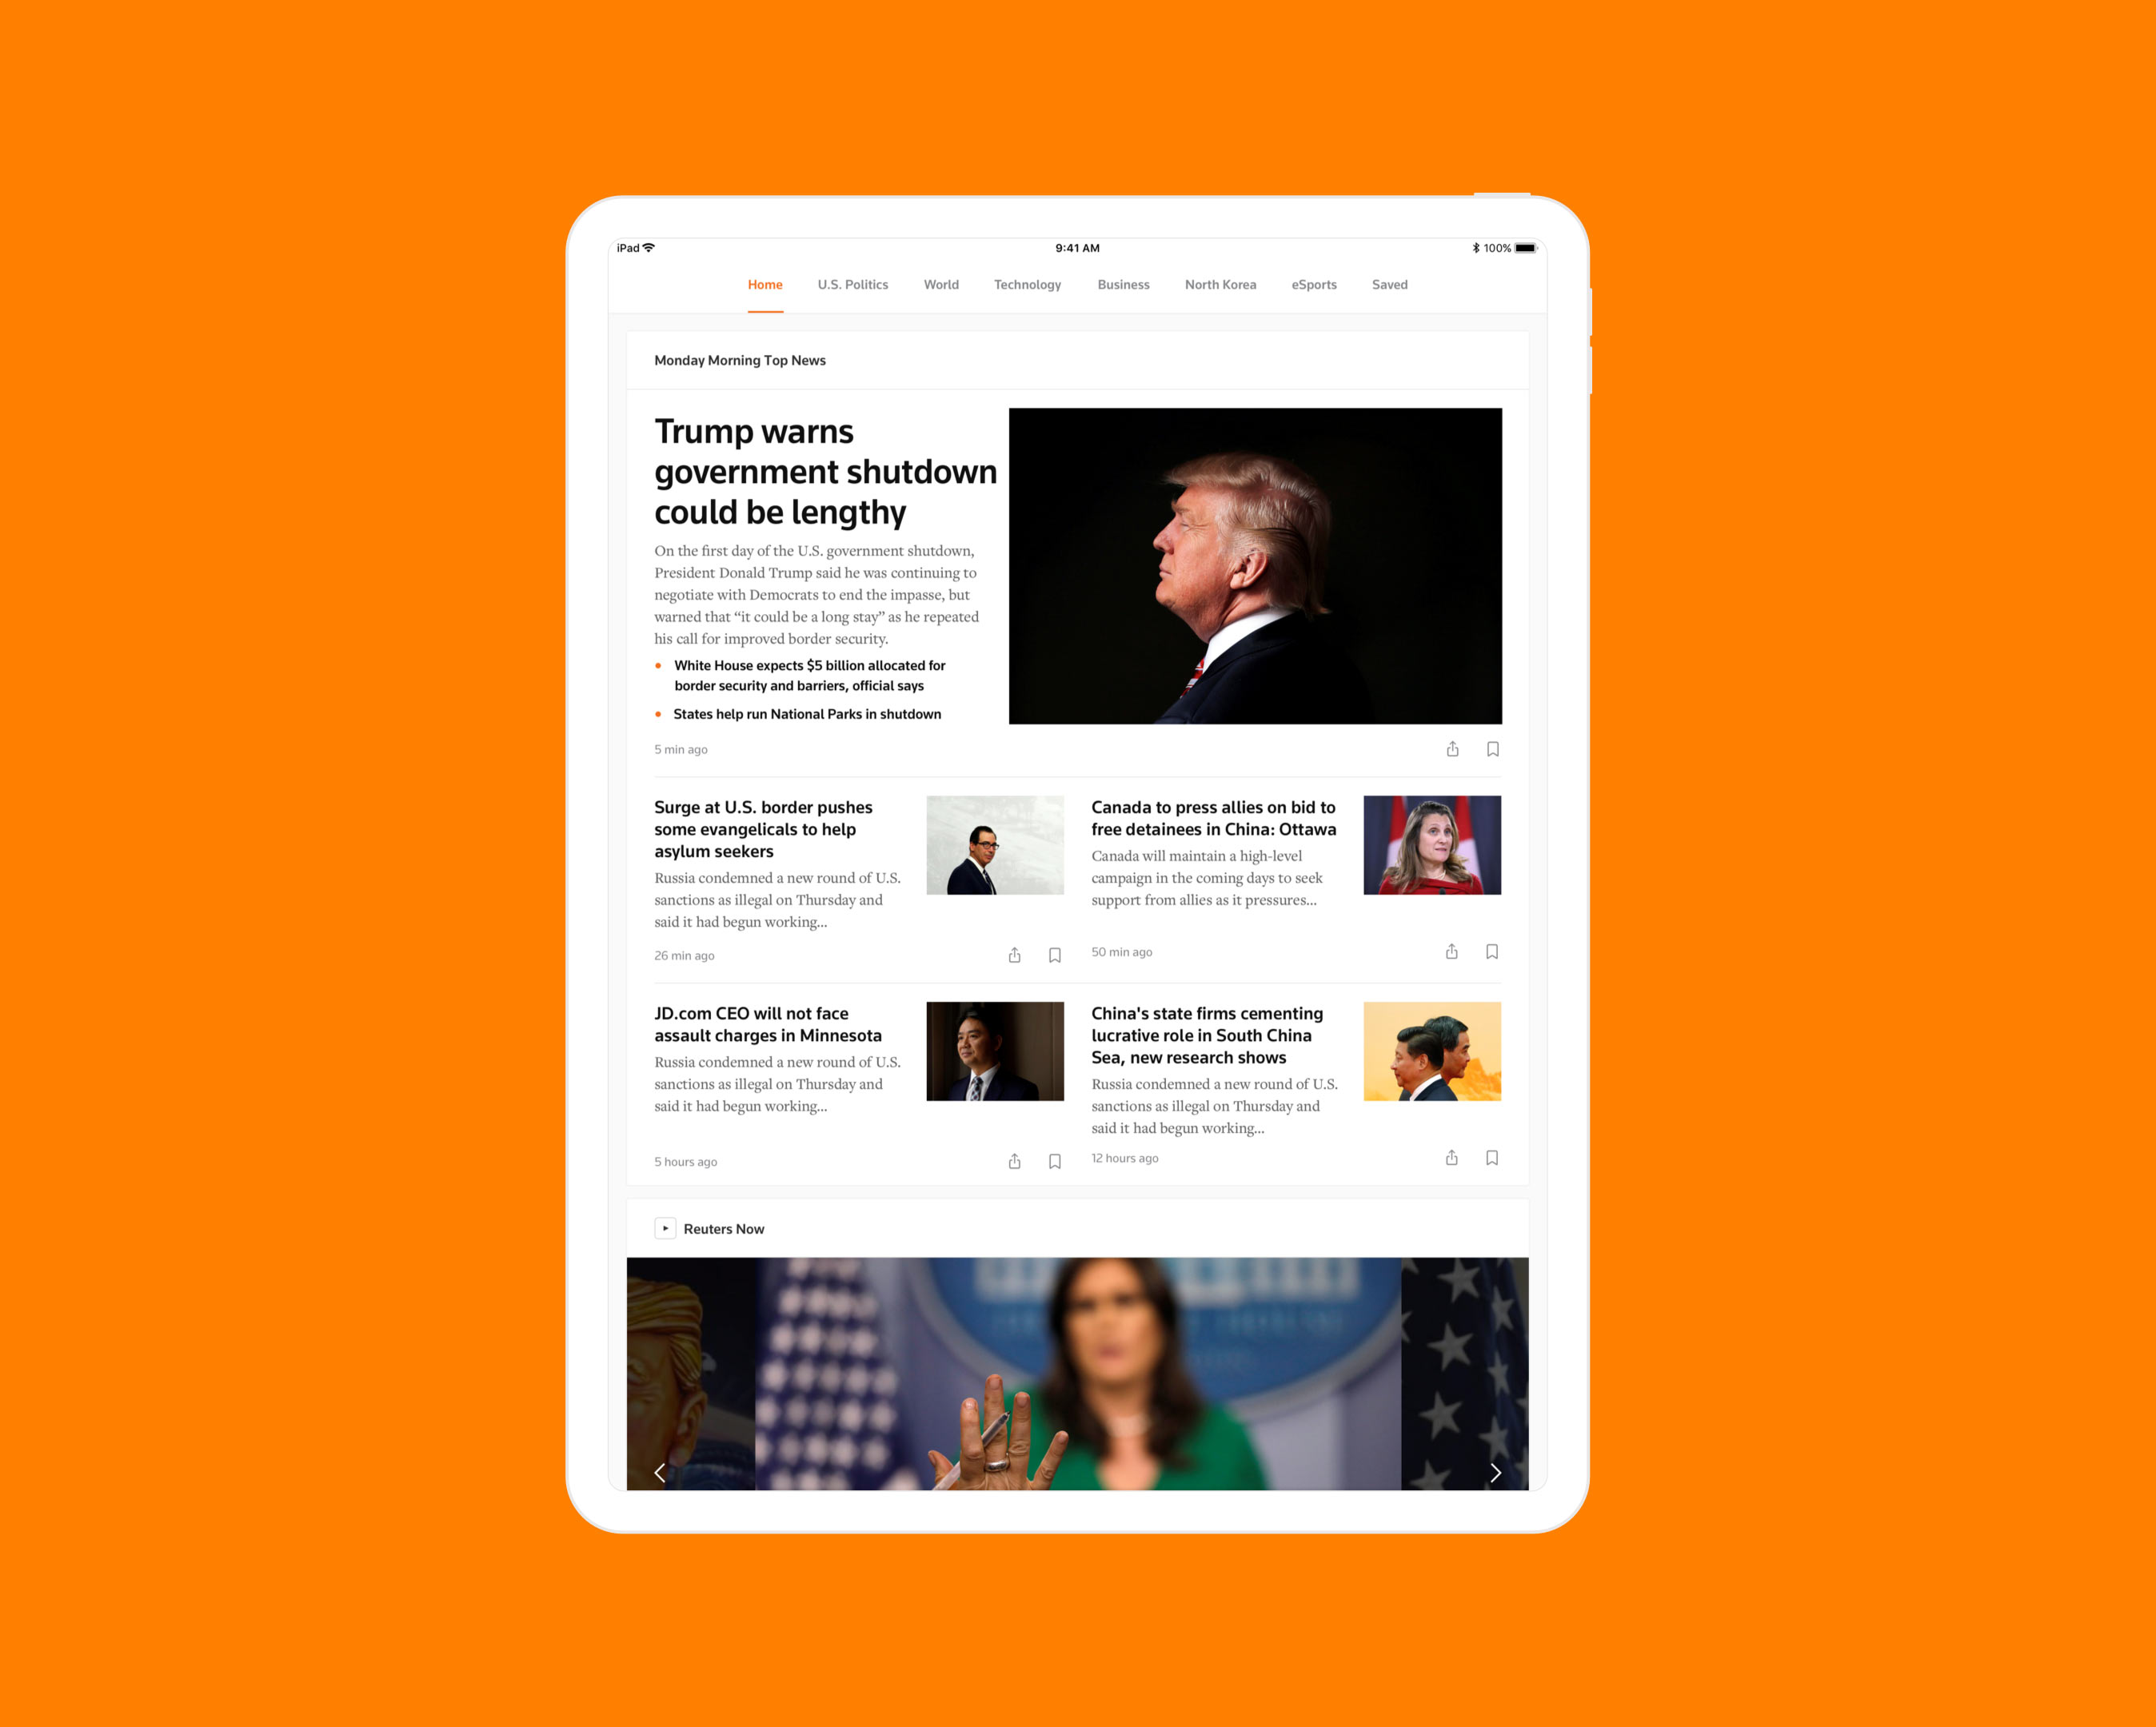 iPad
9:41 AM
100%
Home U.S. Politics World Technology Business North Korea eSports Saved
Monday Morning Top News
Trump warns
government shutdown
could be lengthy
On the first day of the U.S. government shutdown,
President Donald Trump said he was continuing to
negotiate with Democrats to end the impasse, but
warned that “it could be a long stay” as he repeated
his call for improved border security.
• White House expects $5 billion allocated for
border security and barriers, official says
• States help run National Parks in shutdown
5 min ago
Surge at U.S. border pushes
some evangelicals to help
asylum seekers
Russia condemned a new round of U.S.
sanctions as illegal on Thursday and
said it had begun working...
26 min ago
Canada to press allies on bid to
free detainees in China: Ottawa
Canada will maintain a high-level
campaign in the coming days to seek
support from allies as it pressures...
50 min ago
JD.com CEO will not face
assault charges in Minnesota
Russia condemned a new round of U.S.
sanctions as illegal on Thursday and
said it had begun working...
5 hours ago
China's state firms cementing
lucrative role in South China
Sea, new research shows
Russia condemned a new round of U.S.
sanctions as illegal on Thursday and
said it had begun working...
12 hours ago
Reuters Now